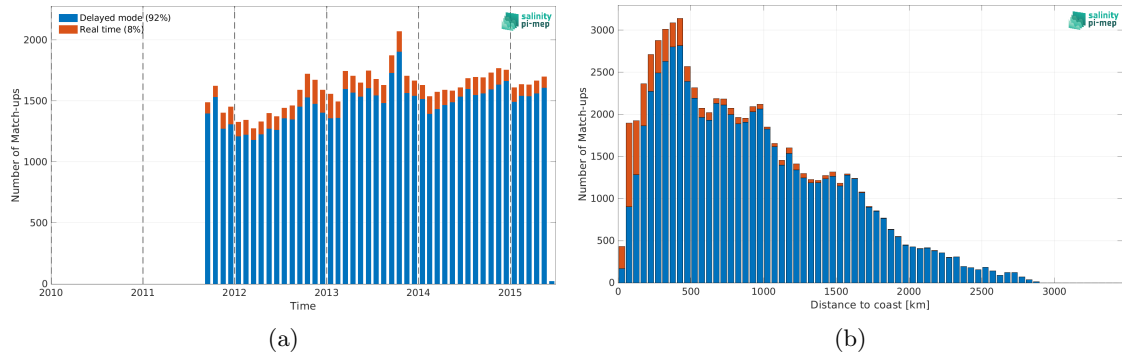 Delayed mode (92%)
Real time (8%)
salinity
pi-mep
Number of Match-ups
2000
1500
1000
500
0
2010
2011
2012
2013
2014
2015
Time
(a)
salinity
pi-mep
Number of Match-ups
3000
2500
2000
1500
1000
500
0
0
500
1000
1500
2000
2500
3000
Distance to coast [km]
(b)